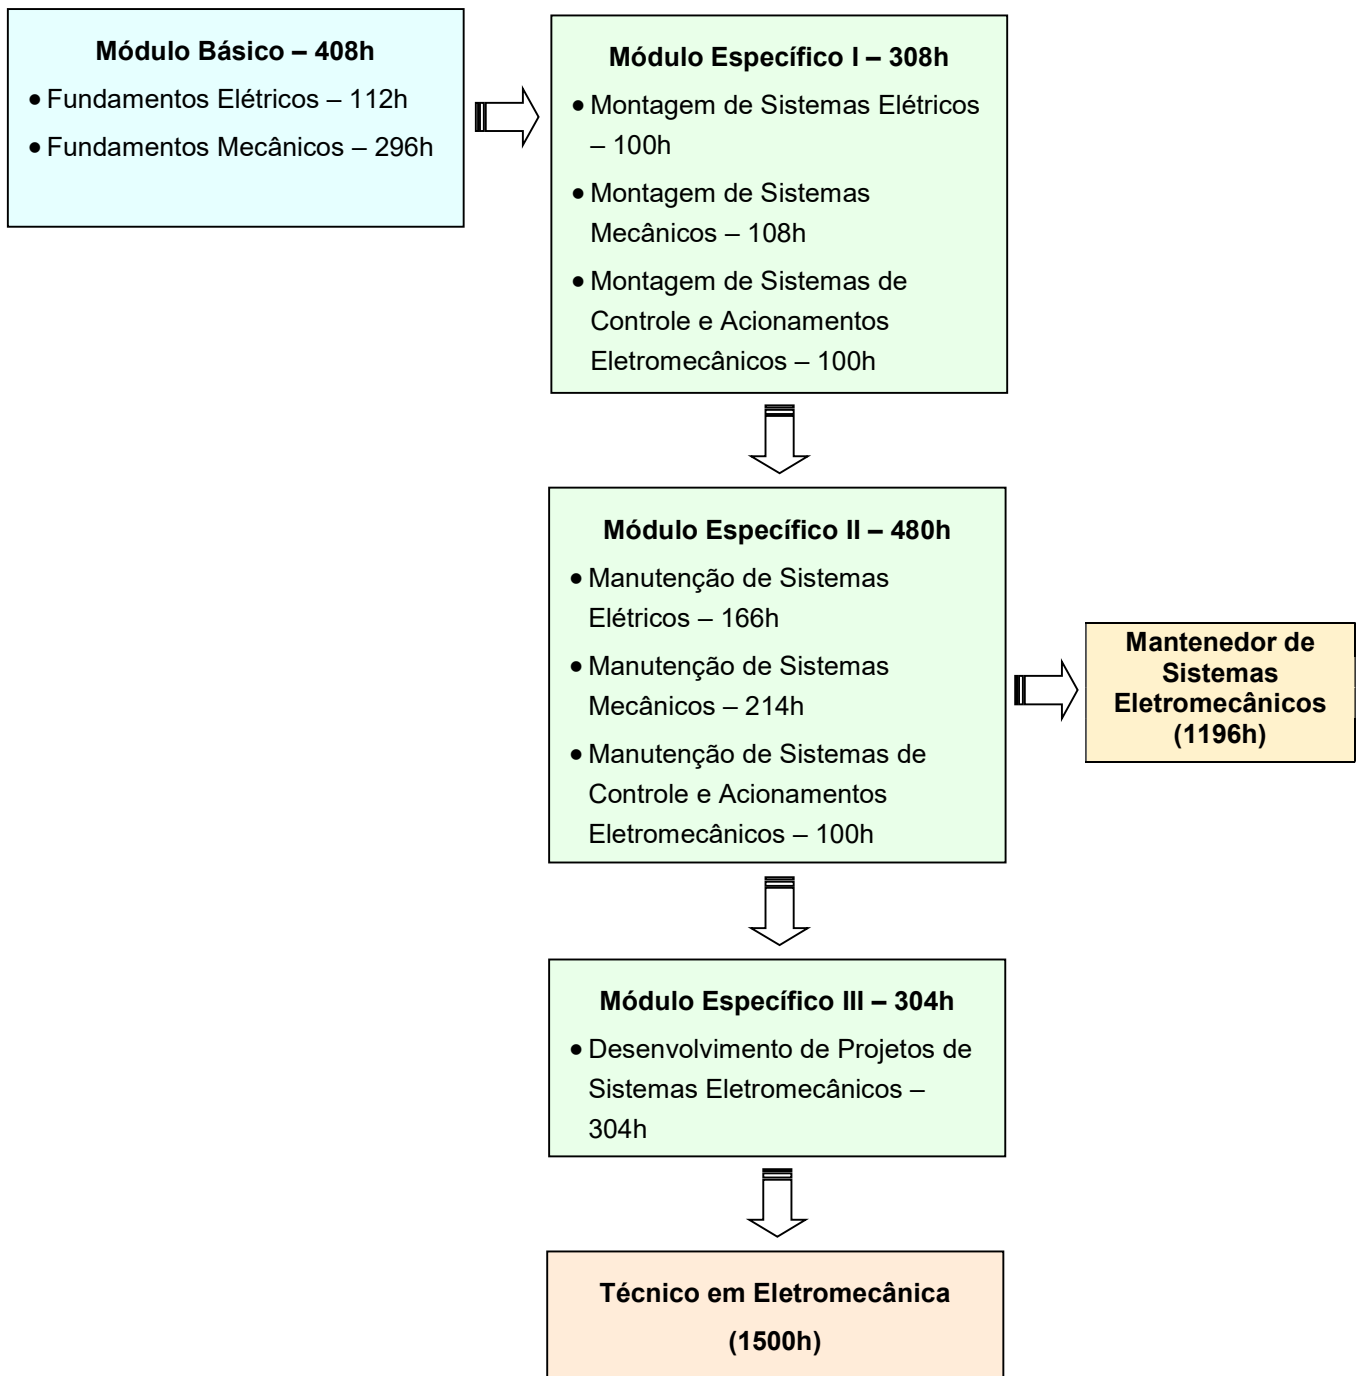 Módulo Básico – 408h
• Fundamentos Elétricos – 112h
• Fundamentos Mecânicos – 296h
Módulo Específico I – 308h
• Montagem de Sistemas Elétricos
– 100h
• Montagem de Sistemas
Mecânicos – 108h
• Montagem de Sistemas de
Controle e Acionamentos
Eletromecânicos – 100h
Módulo Específico II – 480h
• Manutenção de Sistemas
Elétricos – 166h
• Manutenção de Sistemas
Mecânicos – 214h
• Manutenção de Sistemas de
Controle e Acionamentos
Eletromecânicos – 100h
Mantenedor de
Sistemas
Eletromecânicos
(1196h)
Módulo Específico III – 304h
• Desenvolvimento de Projetos de
Sistemas Eletromecânicos –
304h
Técnico em Eletromecânica
(1500h)